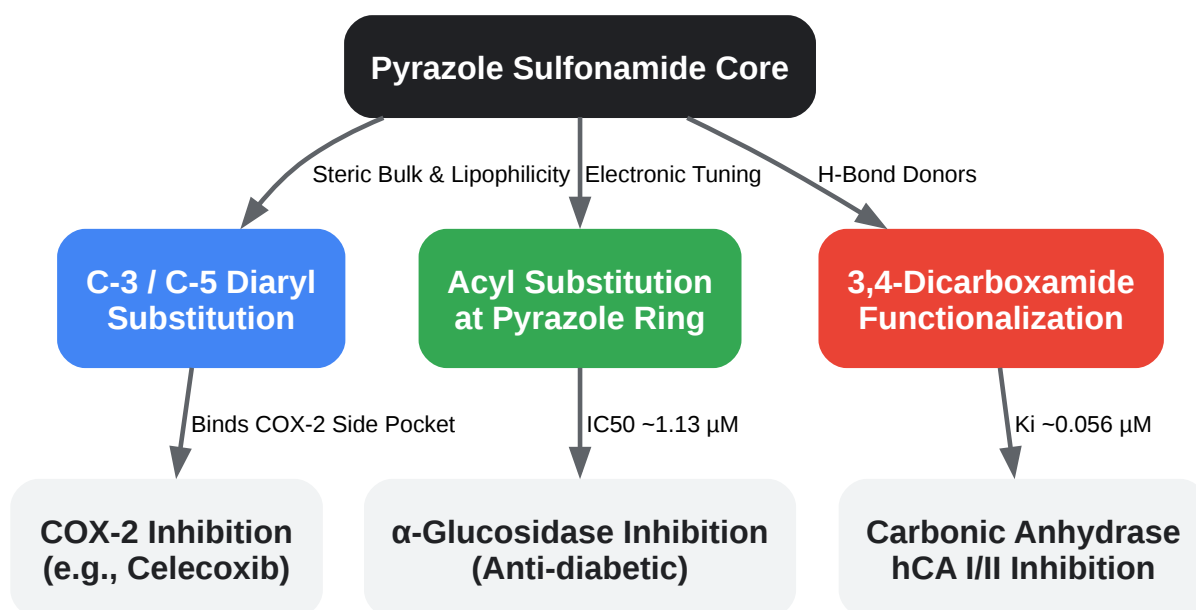 Pyrazole Sulfonamide Core
Steric Bulk & Lipophilicity
Electronic Tuning
H-Bond Donors
C-3 / C-5 Diaryl
Substitution
Acyl Substitution
at Pyrazole Ring
3,4-Dicarboxamide
Functionalization
Binds COX-2 Side Pocket
IC50 ~1.13 µM
Ki ~0.056 µM
COX-2 Inhibition
(e.g., Celecoxib)
α-Glucosidase Inhibition
(Anti-diabetic)
Carbonic Anhydrase
hCA I/II Inhibition